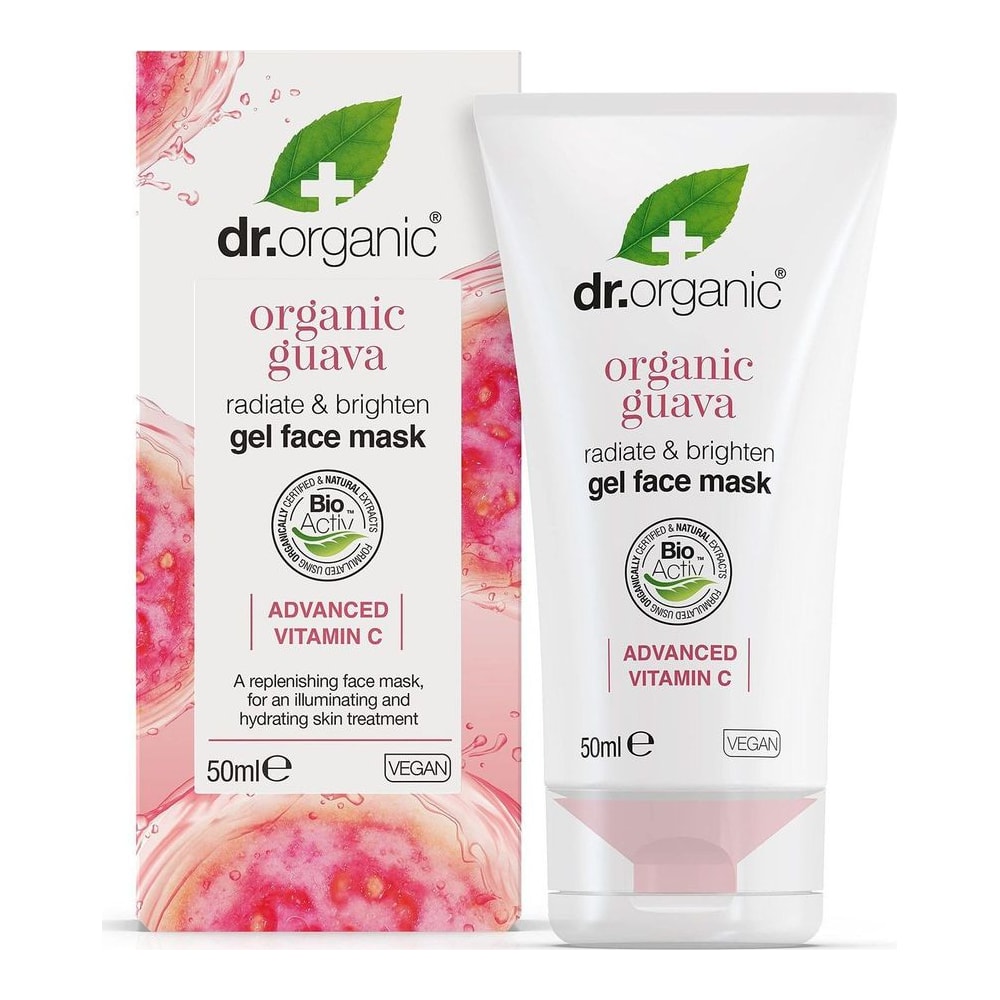 dr.organic®
organic
guava
radiate & brighten
gel face mask
FORMULATED USING ORGANICALLY CERTIFIED & NATURAL EXTRACTS
Bio™
Activ
ADVANCED
VITAMIN C
A replenishing face mask,
for an illuminating and
hydrating skin treatment
50ml℮
VEGAN
dr.organic®
organic
guava
radiate & brighten
gel face mask
FORMULATED USING ORGANICALLY CERTIFIED & NATURAL EXTRACTS
Bio™
Activ
ADVANCED
VITAMIN C
50ml ℮
VEGAN